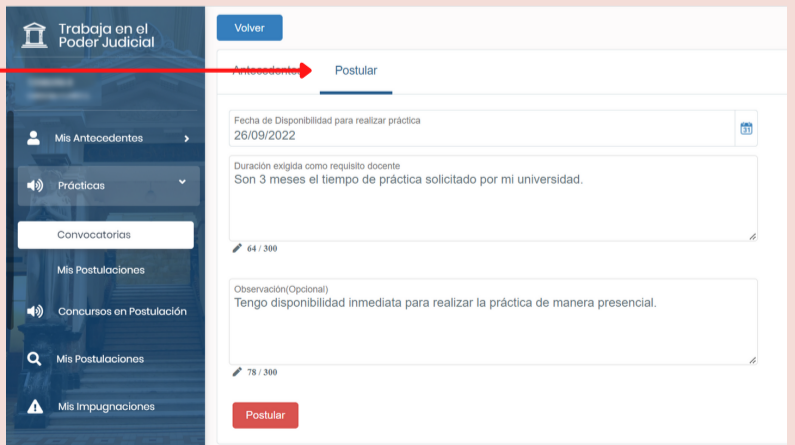 Trabaja en el
Poder Judicial
Mis Antecedentes
Prácticas
Convocatorias
Mis Postulaciones
Concursos en Postulación
Mis Postulaciones
Mis Impugnaciones
Volver
Antecedentes
Postular
Fecha de Disponibilidad para realizar práctica
26/09/2022
31
Duración exigida como requisito docente
Son 3 meses el tiempo de práctica solicitado por mi universidad.
64 / 300
Observación(Opcional)
Tengo disponibilidad inmediata para realizar la práctica de manera presencial.
78 / 300
Postular